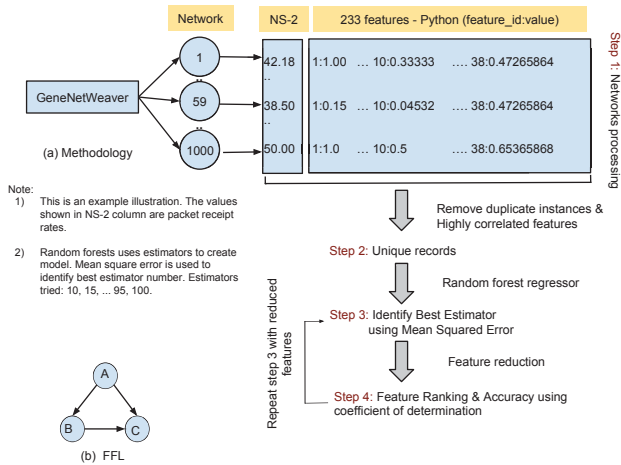 Network
NS-2
233 features - Python (feature_id:value)
GeneNetWeaver
1
59
..
1000
42.18
..
38.50
..
50.00
1:1.00 ... 10:0.33333 .... 38:0.47265864
1:0.15 ... 10:0.04532 .... 38:0.47265864
1:1.0 ... 10:0.5 .... 38:0.65365868
Step 1: Networks processing
(a) Methodology
Note:
1) This is an example illustration. The values
shown in NS-2 column are packet receipt
rates.
2) Random forests uses estimators to create
model. Mean square error is used to
identify best estimator number. Estimators
tried: 10, 15, ... 95, 100.
Remove duplicate instances &
Highly correlated features
Step 2: Unique records
Random forest regressor
Step 3: Identify Best Estimator
using Mean Squared Error
Feature reduction
Step 4: Feature Ranking & Accuracy using
coefficient of determination
Repeat step 3 with reduced
features
A
B
C
(b) FFL